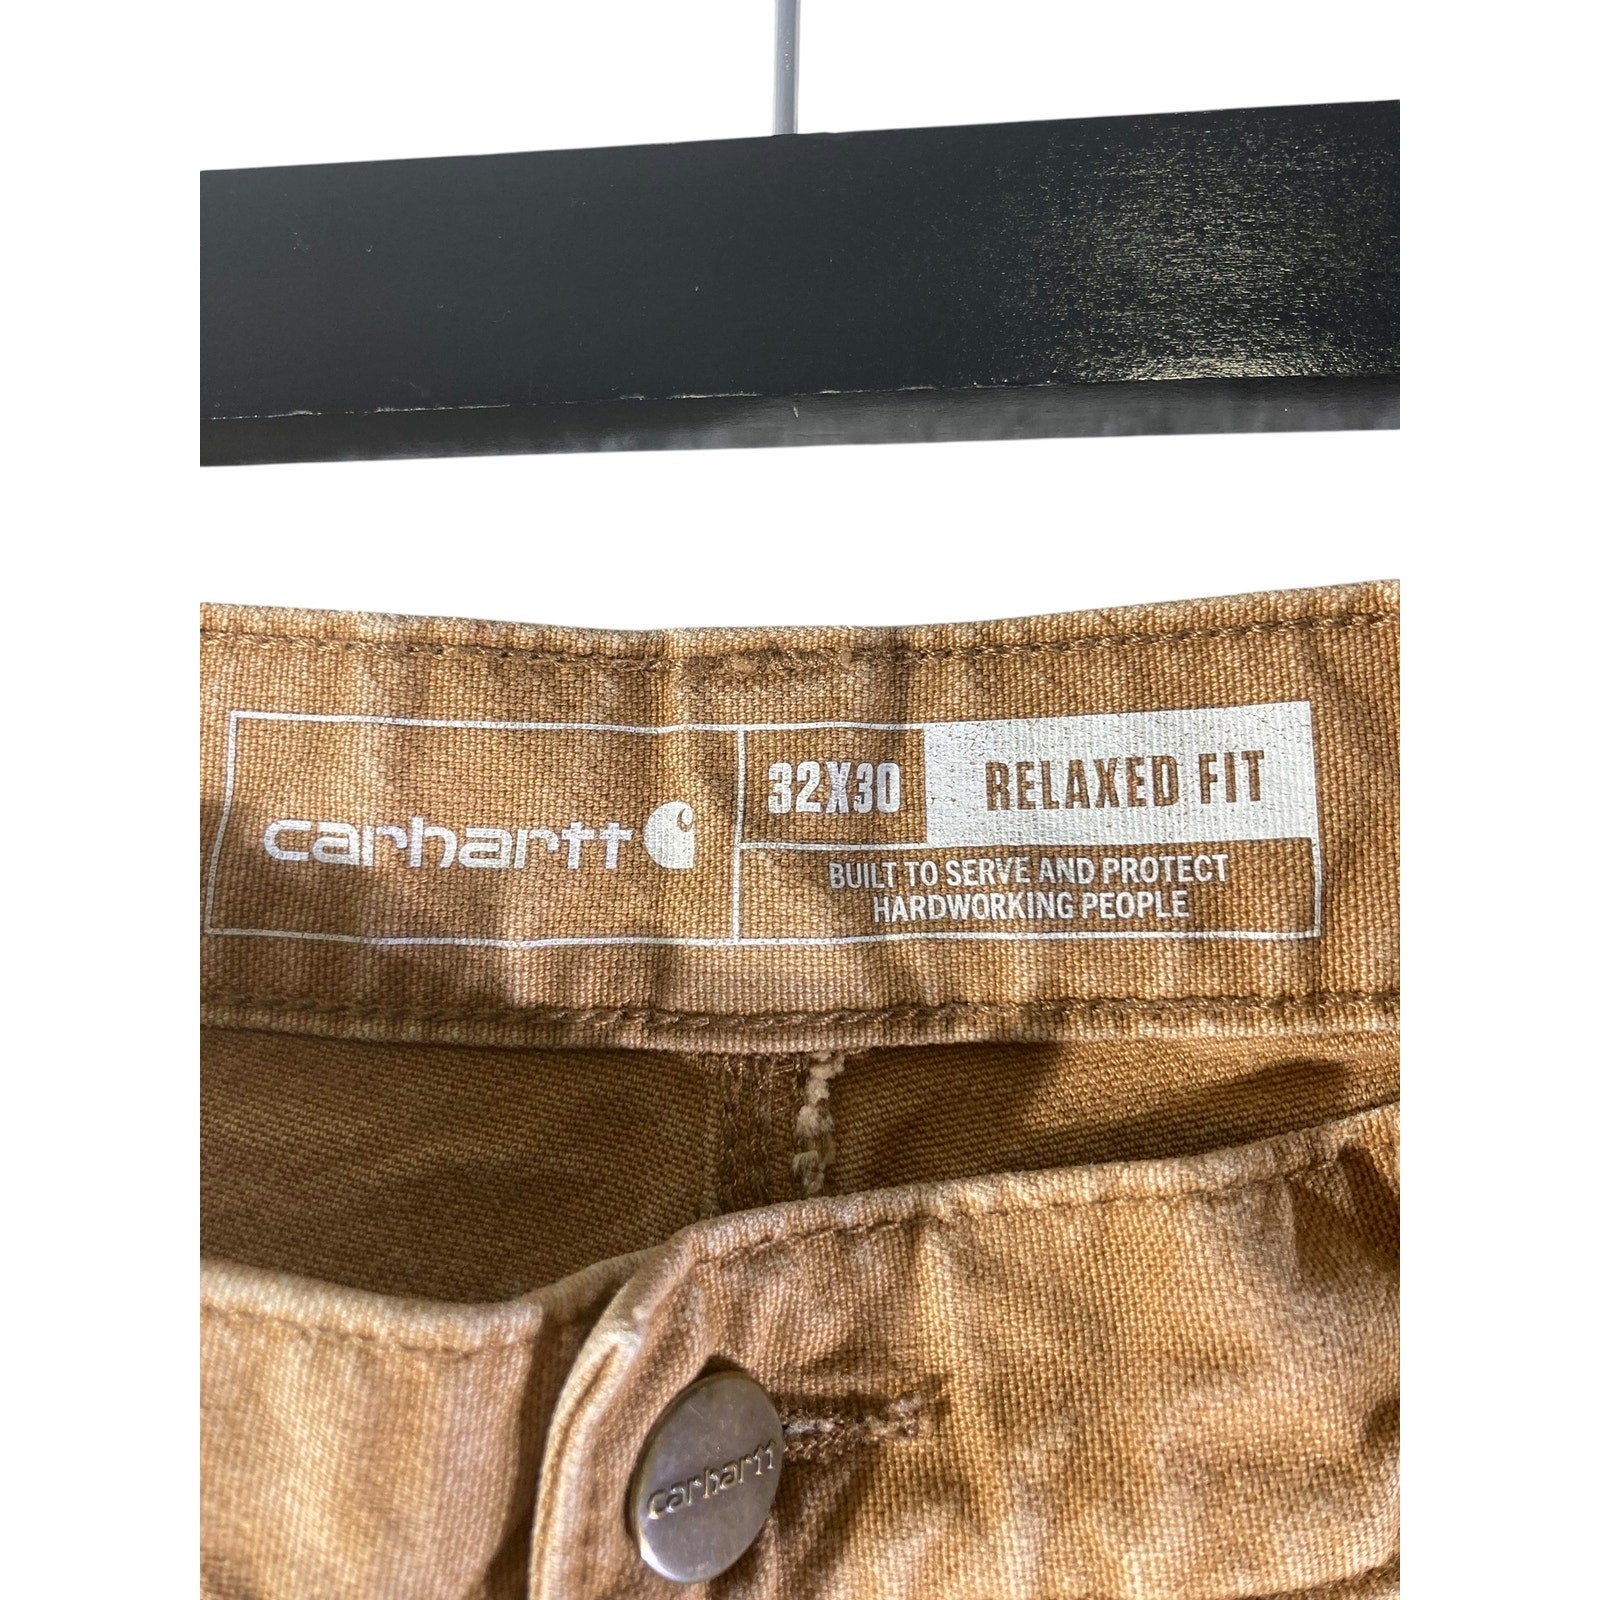 carhartt
32X30
RELAXED FIT
BUILT TO SERVE AND PROTECT
HARDWORKING PEOPLE
carhartt